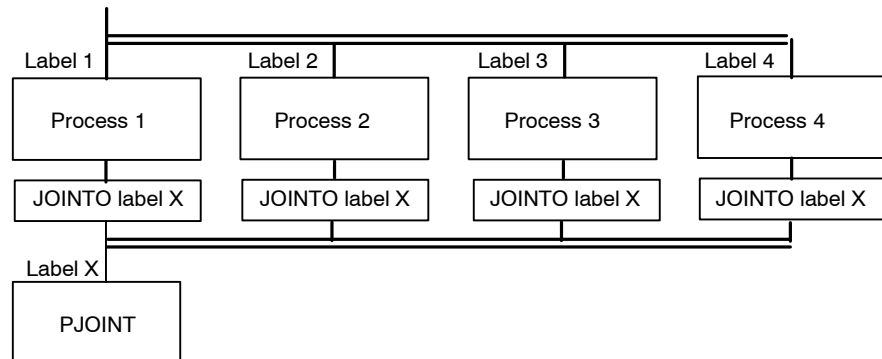 Label 1 Label 2 Label 3 Label 4
Process 1 Process 2 Process 3 Process 4
JOINTO label X JOINTO label X JOINTO label X JOINTO label X
Label X
PJOINT